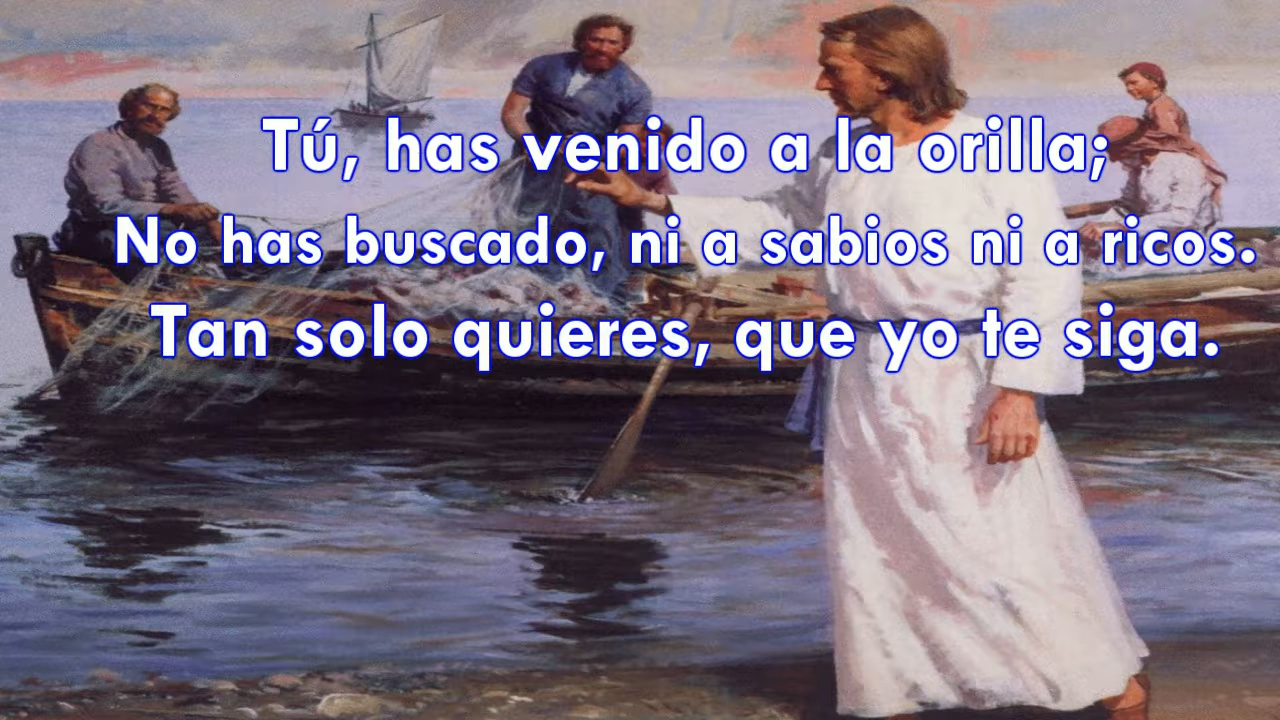 Tú, has venido a la orilla;
No has buscado, ni a sabios ni a ricos.
Tan solo quieres, que yo te siga.